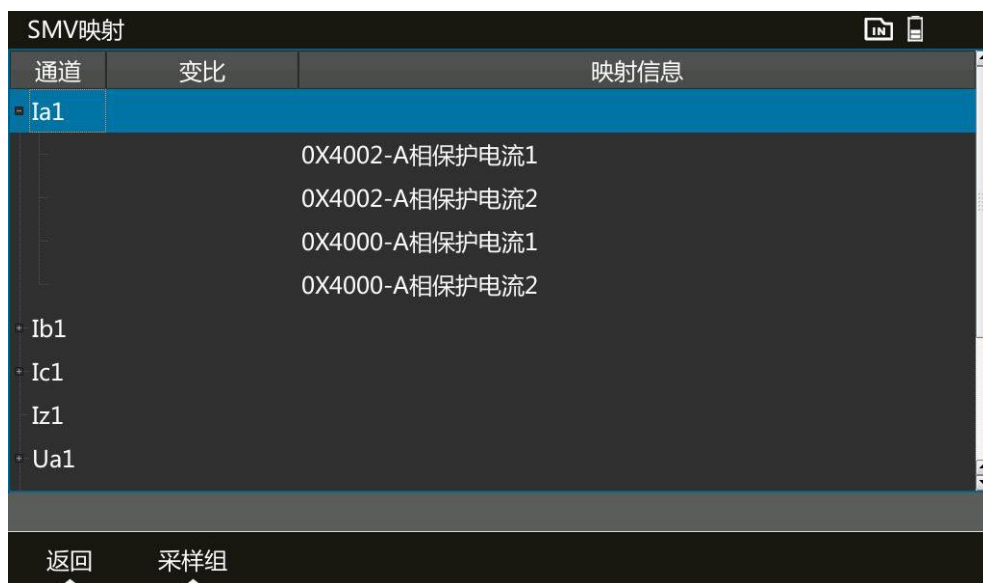 SMV映射
IN
通道 变比 映射信息
Ia1
0X4002-A相保护电流1
0X4002-A相保护电流2
0X4000-A相保护电流1
0X4000-A相保护电流2
Ib1
Ic1
Iz1
Ua1
返回 采样组